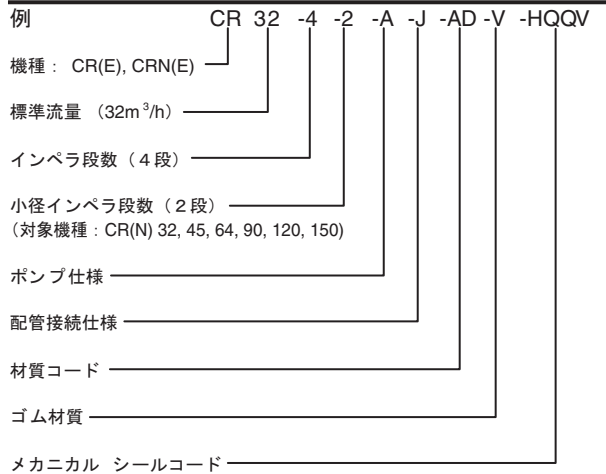 例 CR 32 -4 -2 -A -J -AD -V -HQQV
機種： CR(E), CRN(E)
標準流量 （32m³/h）
インペラ段数（４段）
小径インペラ段数（２段）
（対象機種：CR(N) 32, 45, 64, 90, 120, 150)
ポンプ仕様
配管接続仕様
材質コード
ゴム材質
メカニカル シールコード